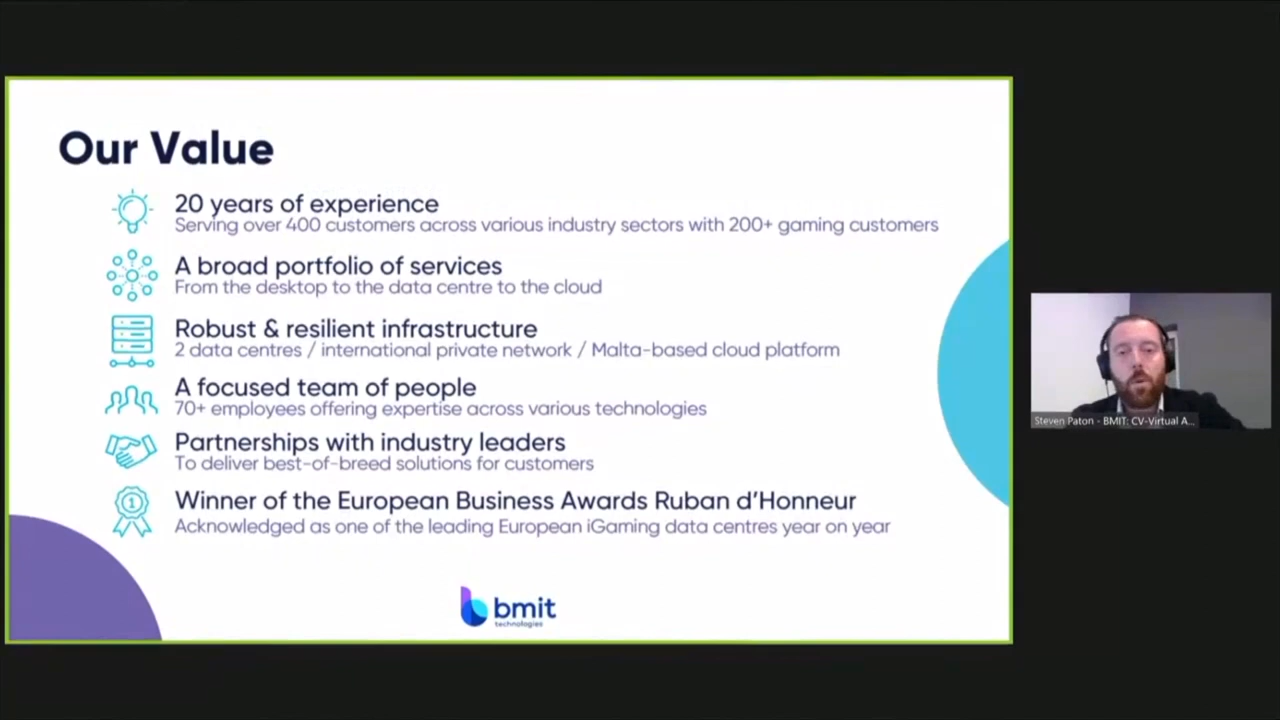 Our Value
20 years of experience
Serving over 400 customers across various industry sectors with 200+ gaming customers
A broad portfolio of services
From the desktop to the data centre to the cloud
Robust & resilient infrastructure
2 data centres / international private network / Malta-based cloud platform
A focused team of people
70+ employees offering expertise across various technologies
Partnerships with industry leaders
To deliver best-of-breed solutions for customers
1
Winner of the European Business Awards Ruban d’Honneur
Acknowledged as one of the leading European iGaming data centres year on year
bmit
technologies
Steven Paton - BMIT: CV-Virtual A...